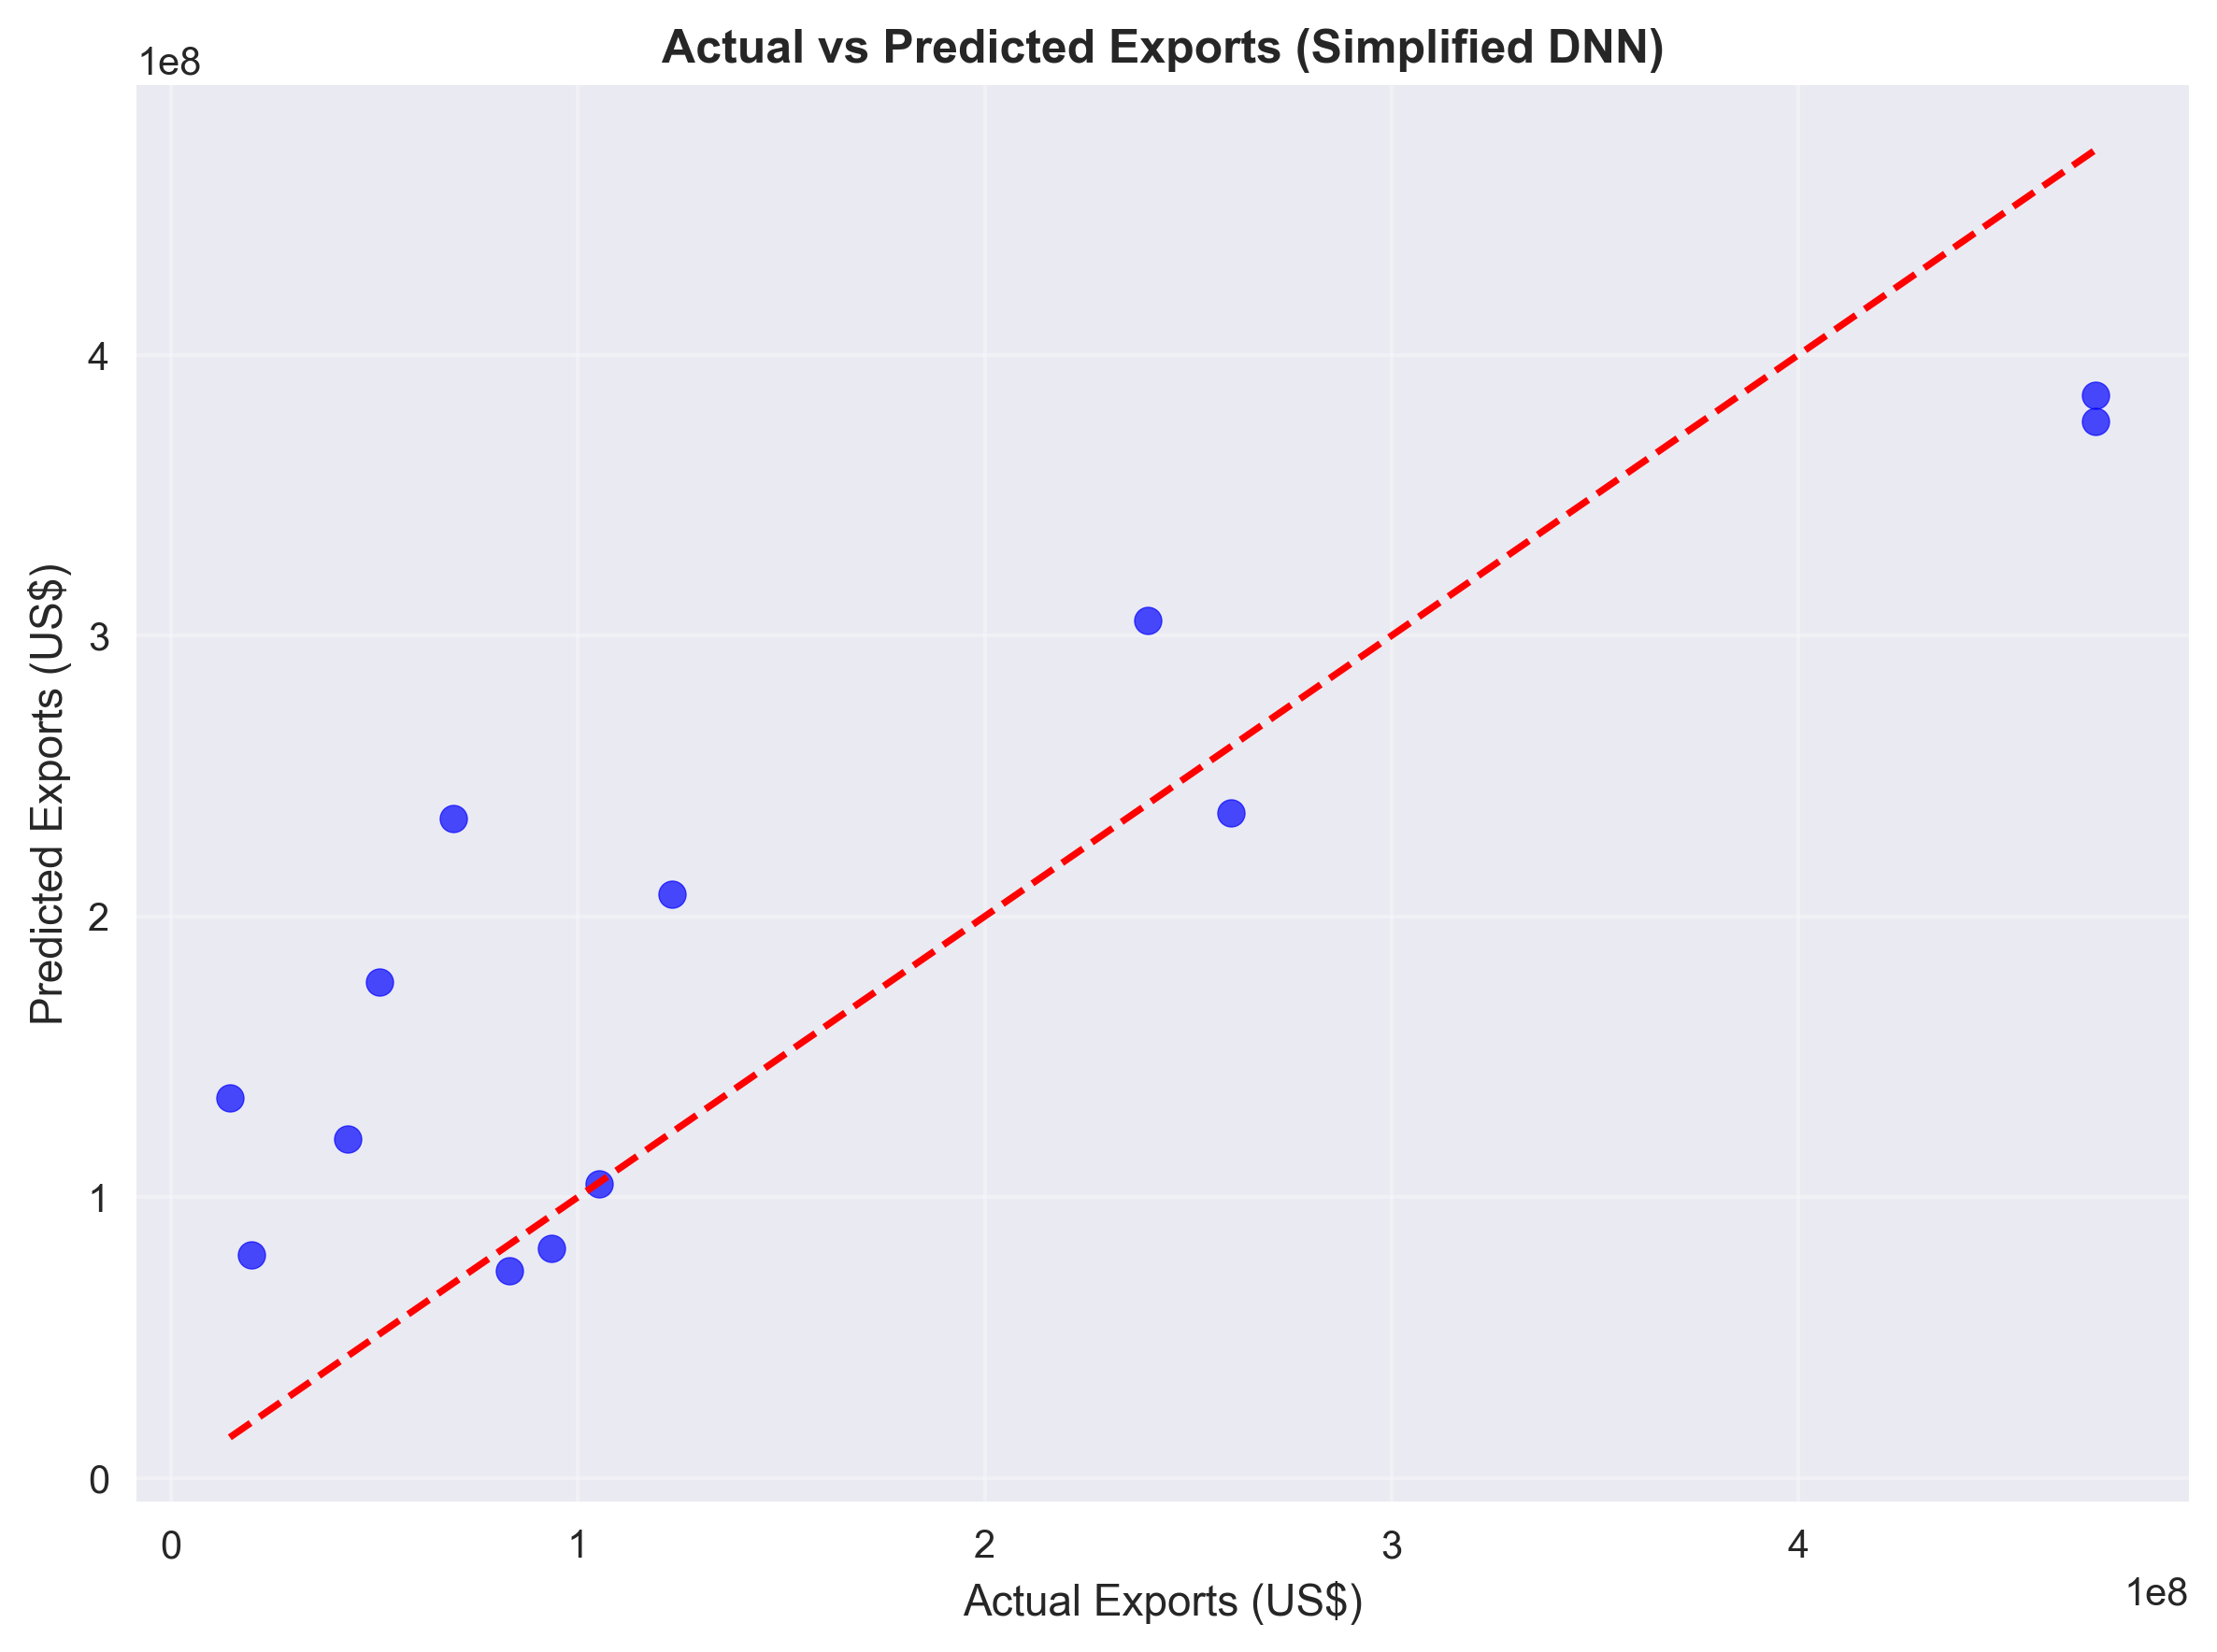 Actual vs Predicted Exports (Simplified DNN)
1e8
4
3
2
1
0
Predicted Exports (US$)
0 1 2 3 4
1e8
Actual Exports (US$)